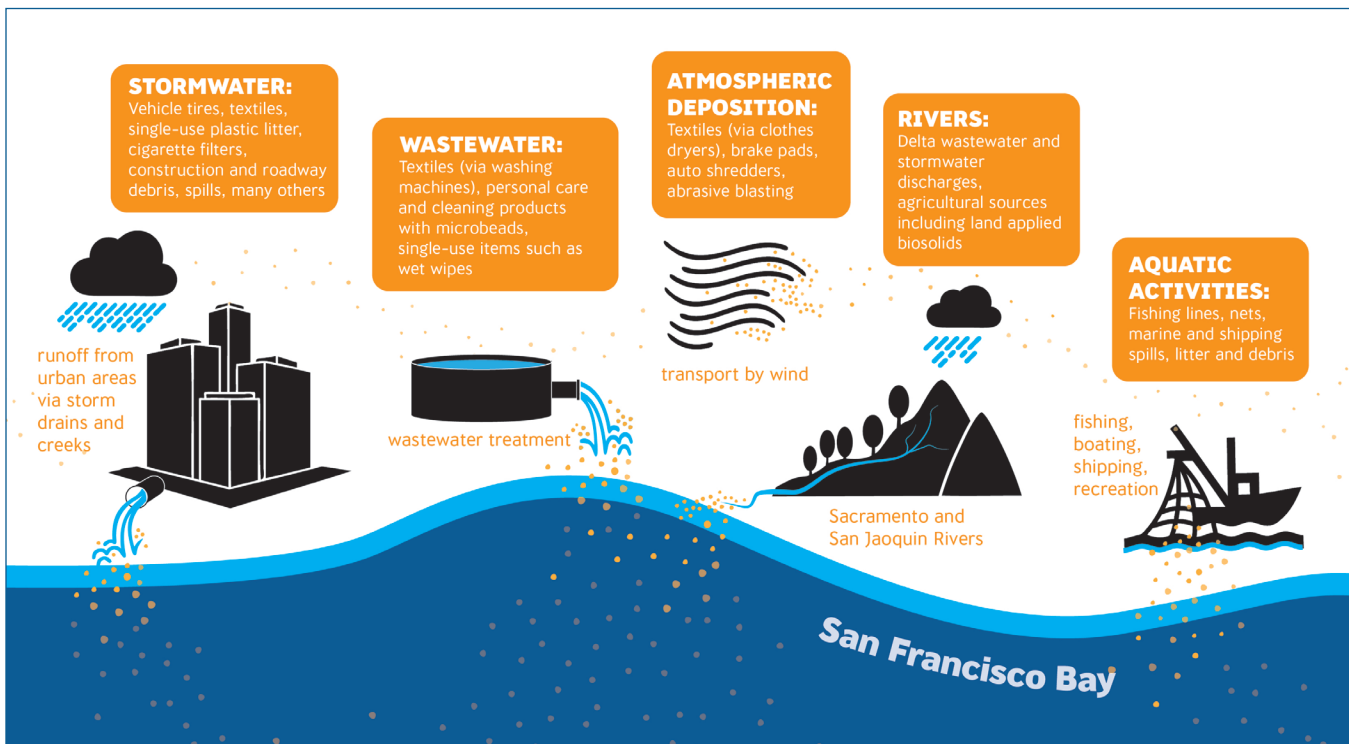 STORMWATER:
Vehicle tires, textiles,
single-use plastic litter,
cigarette filters,
construction and roadway
debris, spills, many others
runoff from
urban areas
via storm
drains and
creeks
WASTEWATER:
Textiles (via washing
machines), personal care
and cleaning products
with microbeads,
single-use items such as
wet wipes
wastewater treatment
ATMOSPHERIC
DEPOSITION:
Textiles (via clothes
dryers), brake pads,
auto shredders,
abrasive blasting
transport by wind
RIVERS:
Delta wastewater and
stormwater
discharges,
agricultural sources
including land applied
biosolids
Sacramento and
San Jaoquin Rivers
AQUATIC
ACTIVITIES:
Fishing lines, nets,
marine and shipping
spills, litter and debris
fishing,
boating,
shipping,
recreation
San Francisco Bay